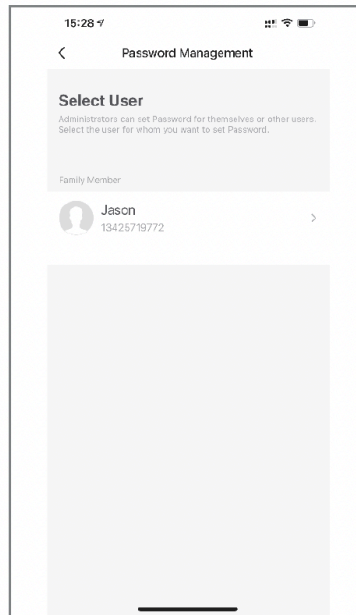 15:28
Password Management
Select User
Administrators can set Password for themselves or other users.
Select the user for whom you want to set Password.
Family Member
Jason
13425719772